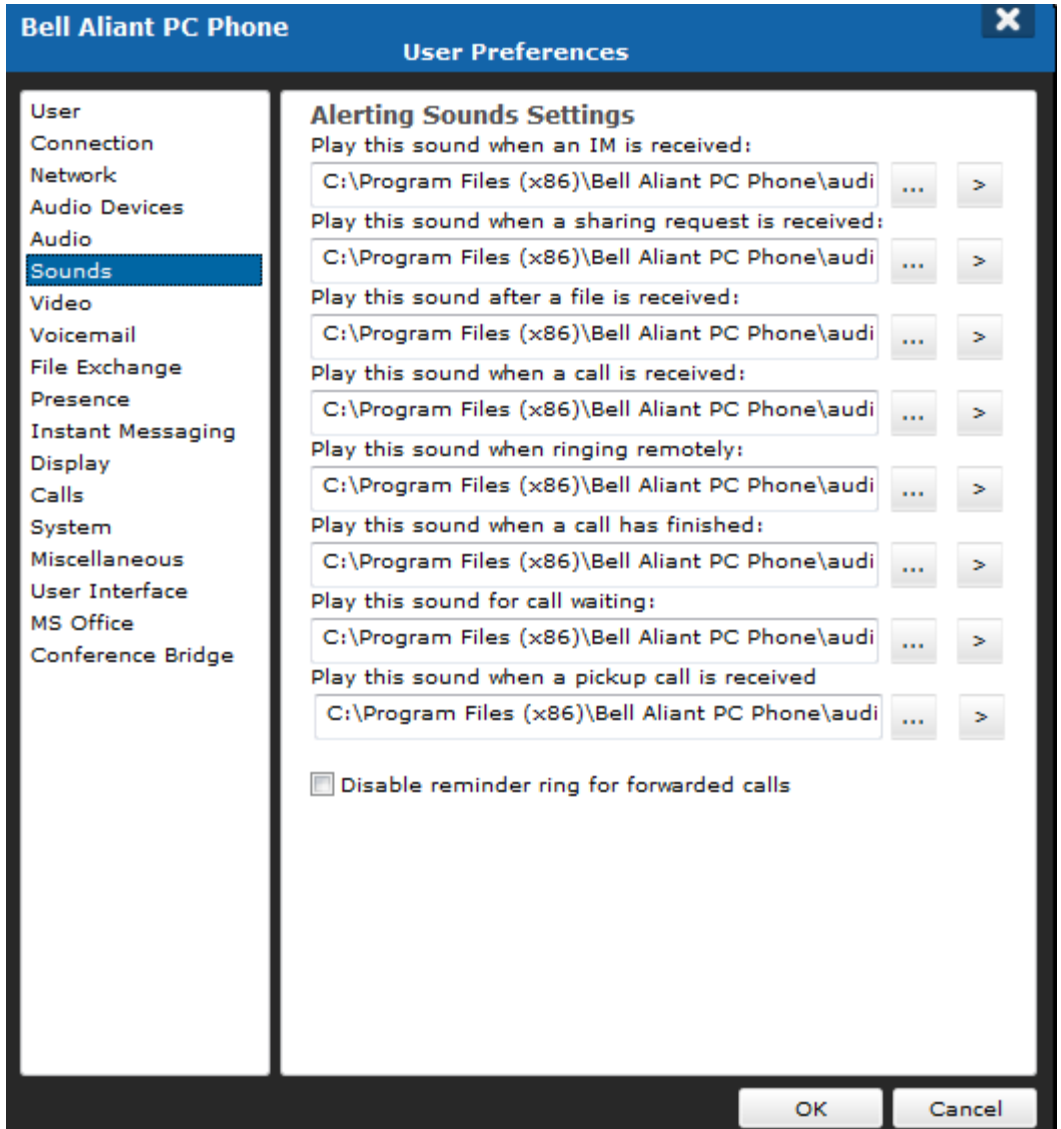 Bell Aliant PC Phone
User Preferences
User
Connection
Network
Audio Devices
Audio
Sounds
Video
Voicemail
File Exchange
Presence
Instant Messaging
Display
Calls
System
Miscellaneous
User Interface
MS Office
Conference Bridge
Alerting Sounds Settings
Play this sound when an IM is received:
C:\Program Files (x86)\Bell Aliant PC Phone\audi ... >
Play this sound when a sharing request is received:
C:\Program Files (x86)\Bell Aliant PC Phone\audi ... >
Play this sound after a file is received:
C:\Program Files (x86)\Bell Aliant PC Phone\audi ... >
Play this sound when a call is received:
C:\Program Files (x86)\Bell Aliant PC Phone\audi ... >
Play this sound when ringing remotely:
C:\Program Files (x86)\Bell Aliant PC Phone\audi ... >
Play this sound when a call has finished:
C:\Program Files (x86)\Bell Aliant PC Phone\audi ... >
Play this sound for call waiting:
C:\Program Files (x86)\Bell Aliant PC Phone\audi ... >
Play this sound when a pickup call is received
C:\Program Files (x86)\Bell Aliant PC Phone\audi ... >
Disable reminder ring for forwarded calls
OK Cancel